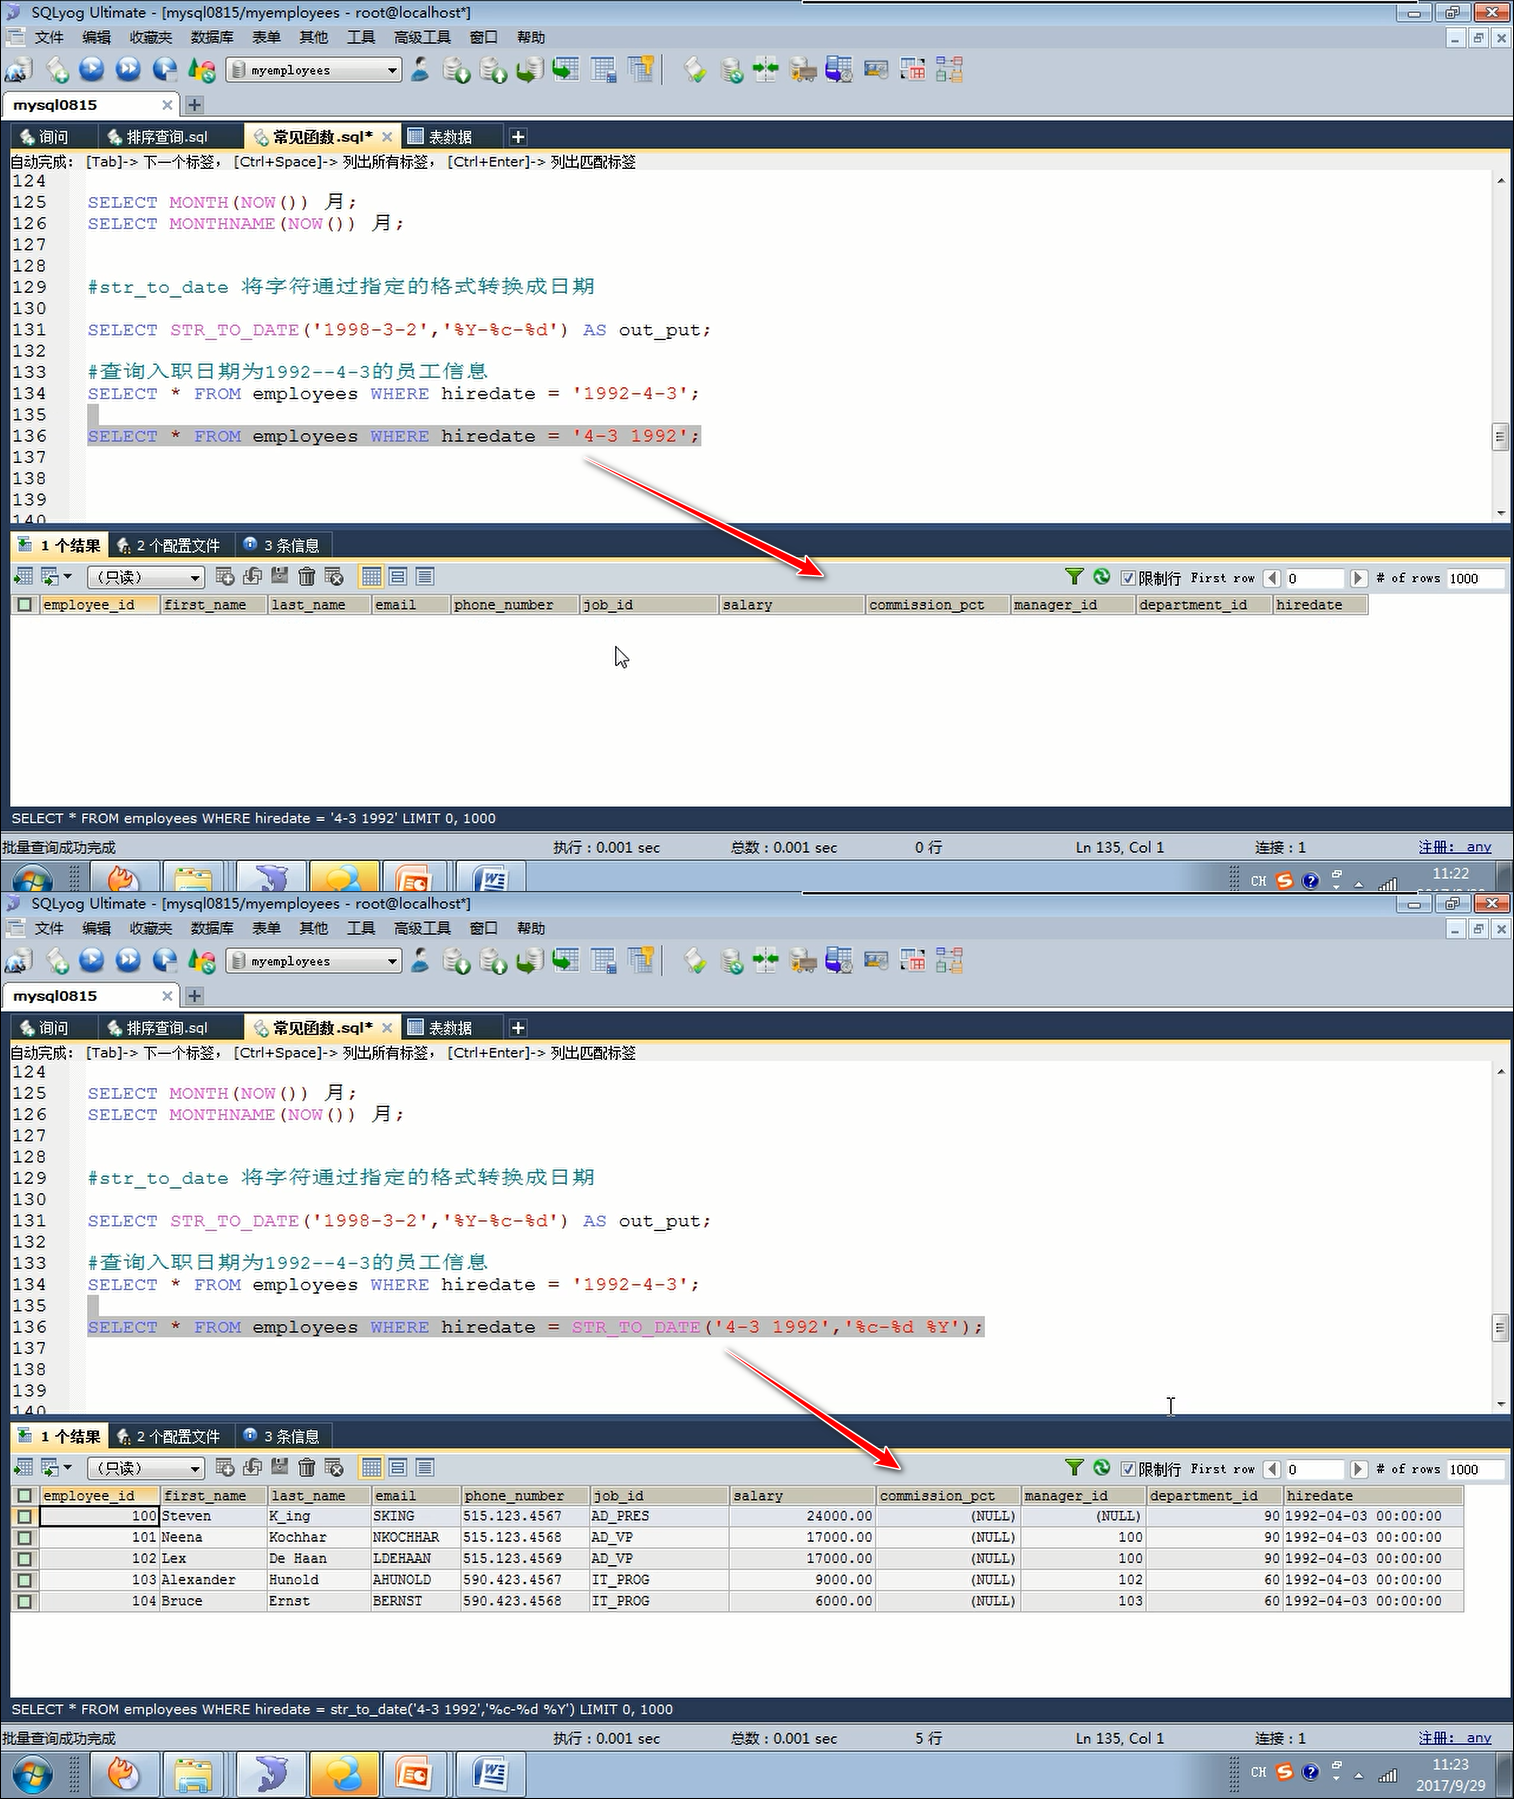 SQLyog Ultimate - [mysql0815/myemployees - root@localhost*]
文件 编辑 收藏夹 数据库 表单 其他 工具 高级工具 窗口 帮助
myemployees
mysql0815
询问 排序查询.sql 常见函数.sql* 表数据
自动完成: [Tab]-> 下一个标签, [Ctrl+Space]-> 列出所有标签, [Ctrl+Enter]-> 列出匹配标签
124
125 SELECT MONTH(NOW()) 月;
126 SELECT MONTHNAME(NOW()) 月;
127
128
129 #str_to_date 将字符通过指定的格式转换成日期
130
131 SELECT STR_TO_DATE('1998-3-2','%Y-%c-%d') AS out_put;
132
133 #查询入职日期为1992--4-3的员工信息
134 SELECT * FROM employees WHERE hiredate = '1992-4-3';
135
136 SELECT * FROM employees WHERE hiredate = '4-3 1992';
137
138
139
140
1 个结果 2 个配置文件 3 条信息
(只读) 限制行 First row 0 # of rows 1000
employee_id first_name last_name email phone_number job_id salary commission_pct manager_id department_id hiredate
SELECT * FROM employees WHERE hiredate = '4-3 1992' LIMIT 0, 1000
批量查询成功完成 执行 : 0.001 sec 总数 : 0.001 sec 0 行 Ln 135, Col 1 连接 : 1 注册: any
CH 11:22
SQLyog Ultimate - [mysql0815/myemployees - root@localhost*]
文件 编辑 收藏夹 数据库 表单 其他 工具 高级工具 窗口 帮助
myemployees
mysql0815
询问 排序查询.sql 常见函数.sql* 表数据
自动完成: [Tab]-> 下一个标签, [Ctrl+Space]-> 列出所有标签, [Ctrl+Enter]-> 列出匹配标签
124
125 SELECT MONTH(NOW()) 月;
126 SELECT MONTHNAME(NOW()) 月;
127
128
129 #str_to_date 将字符通过指定的格式转换成日期
130
131 SELECT STR_TO_DATE('1998-3-2','%Y-%c-%d') AS out_put;
132
133 #查询入职日期为1992--4-3的员工信息
134 SELECT * FROM employees WHERE hiredate = '1992-4-3';
135
136 SELECT * FROM employees WHERE hiredate = STR_TO_DATE('4-3 1992','%c-%d %Y');
137
138
139
140
1 个结果 2 个配置文件 3 条信息
(只读) 限制行 First row 0 # of rows 1000
employee_id first_name last_name email phone_number job_id salary commission_pct manager_id department_id hiredate
100 Steven K_ing SKING 515.123.4567 AD_PRES 24000.00 (NULL) (NULL) 90 1992-04-03 00:00:00
101 Neena Kochhar NKOCHHAR 515.123.4568 AD_VP 17000.00 (NULL) 100 90 1992-04-03 00:00:00
102 Lex De Haan LDEHAAN 515.123.4569 AD_VP 17000.00 (NULL) 100 90 1992-04-03 00:00:00
103 Alexander Hunold AHUNOLD 590.423.4567 IT_PROG 9000.00 (NULL) 102 60 1992-04-03 00:00:00
104 Bruce Ernst BERNST 590.423.4568 IT_PROG 6000.00 (NULL) 103 60 1992-04-03 00:00:00
SELECT * FROM employees WHERE hiredate = str_to_date('4-3 1992','%c-%d %Y') LIMIT 0, 1000
批量查询成功完成 执行 : 0.001 sec 总数 : 0.001 sec 5 行 Ln 135, Col 1 连接 : 1 注册: any
CH 11:23
2017/9/29